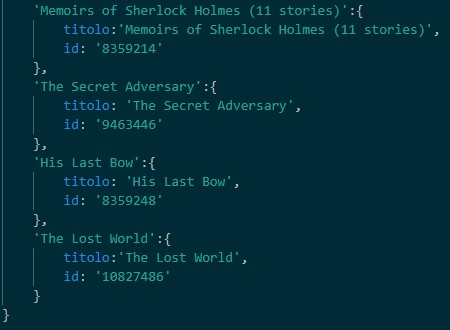 'Memoirs of Sherlock Holmes (11 stories)':{
titolo:'Memoirs of Sherlock Holmes (11 stories)',
id: '8359214'
},
'The Secret Adversary':{
titolo: 'The Secret Adversary',
id: '9463446'
},
'His Last Bow':{
titolo: 'His Last Bow',
id: '8359248'
},
'The Lost World':{
titolo:'The Lost World',
id: '10827486'
}
}